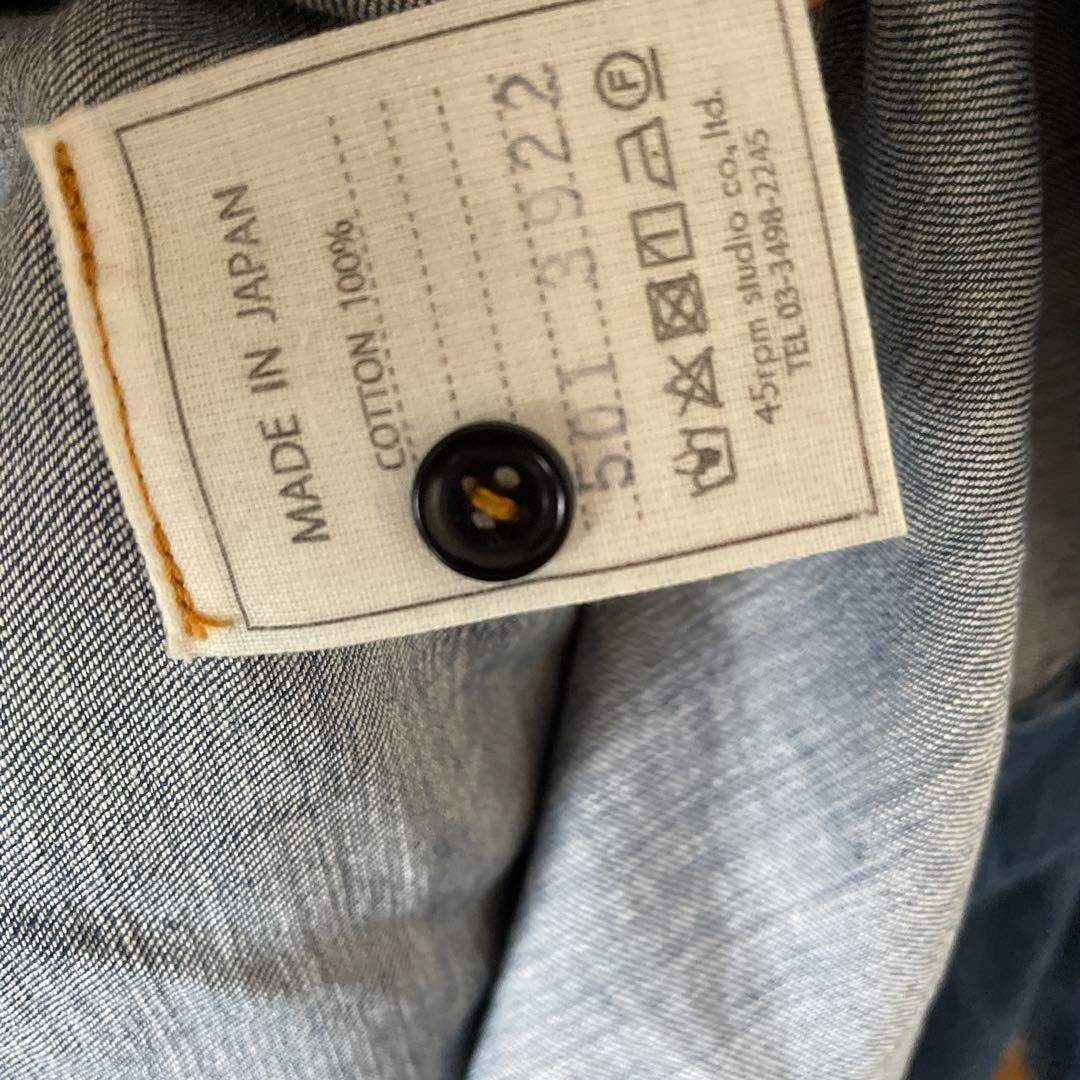 MADE IN JAPAN
COTTON 100%
501 3922
F
45rpm studio co., ltd.
TEL 03-3498-2245